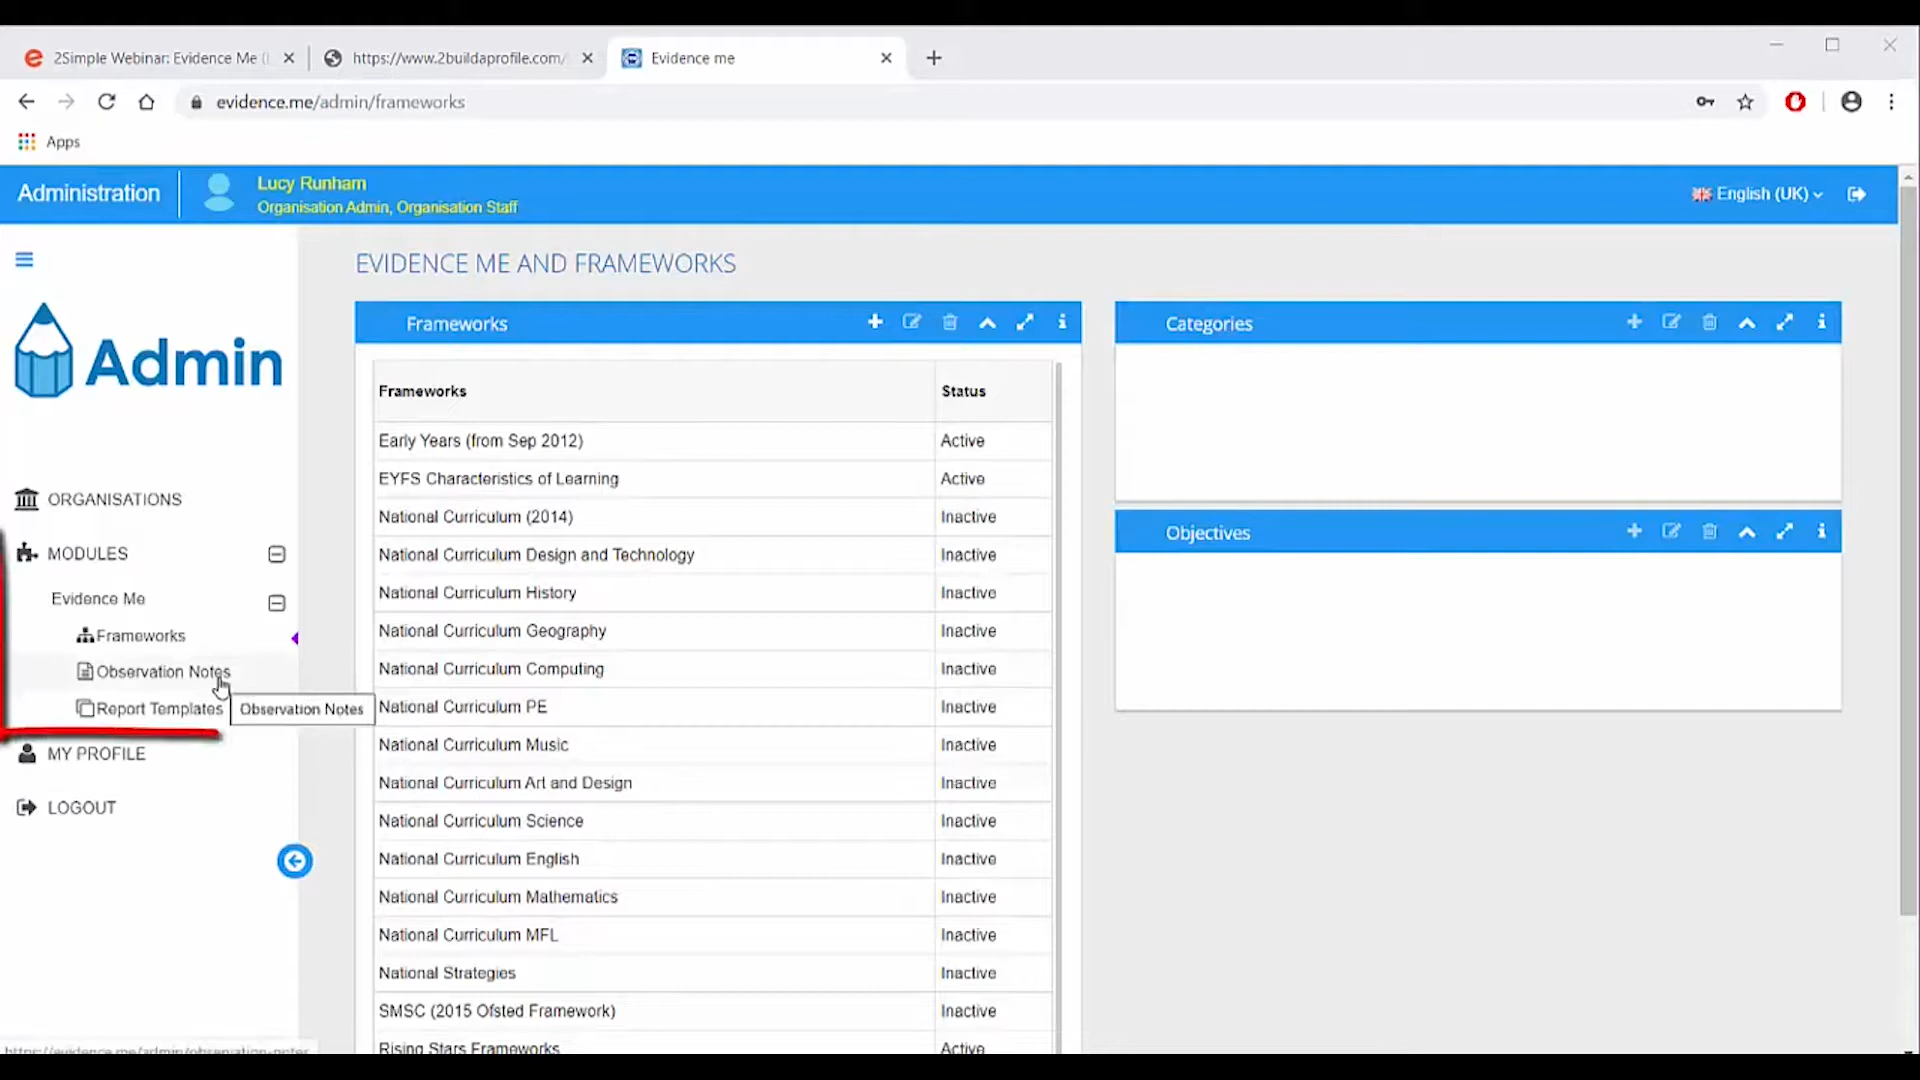 2Simple Webinar: Evidence Me (
https://www.2buildaprofile.com/
Evidence me
evidence.me/admin/frameworks
Apps
Administration
Lucy Runham
Organisation Admin, Organisation Staff
English (UK)
EVIDENCE ME AND FRAMEWORKS
Admin
ORGANISATIONS
MODULES
Evidence Me
Frameworks
Observation Notes
Report Templates
Observation Notes
MY PROFILE
LOGOUT
Frameworks
Frameworks Status
Early Years (from Sep 2012) Active
EYFS Characteristics of Learning Active
National Curriculum (2014) Inactive
National Curriculum Design and Technology Inactive
National Curriculum History Inactive
National Curriculum Geography Inactive
National Curriculum Computing Inactive
National Curriculum PE Inactive
National Curriculum Music Inactive
National Curriculum Art and Design Inactive
National Curriculum Science Inactive
National Curriculum English Inactive
National Curriculum Mathematics Inactive
National Curriculum MFL Inactive
National Strategies Inactive
SMSC (2015 Ofsted Framework) Inactive
Rising Stars Frameworks Active
Categories
Objectives
https://evidence.me/admin/observation-notes